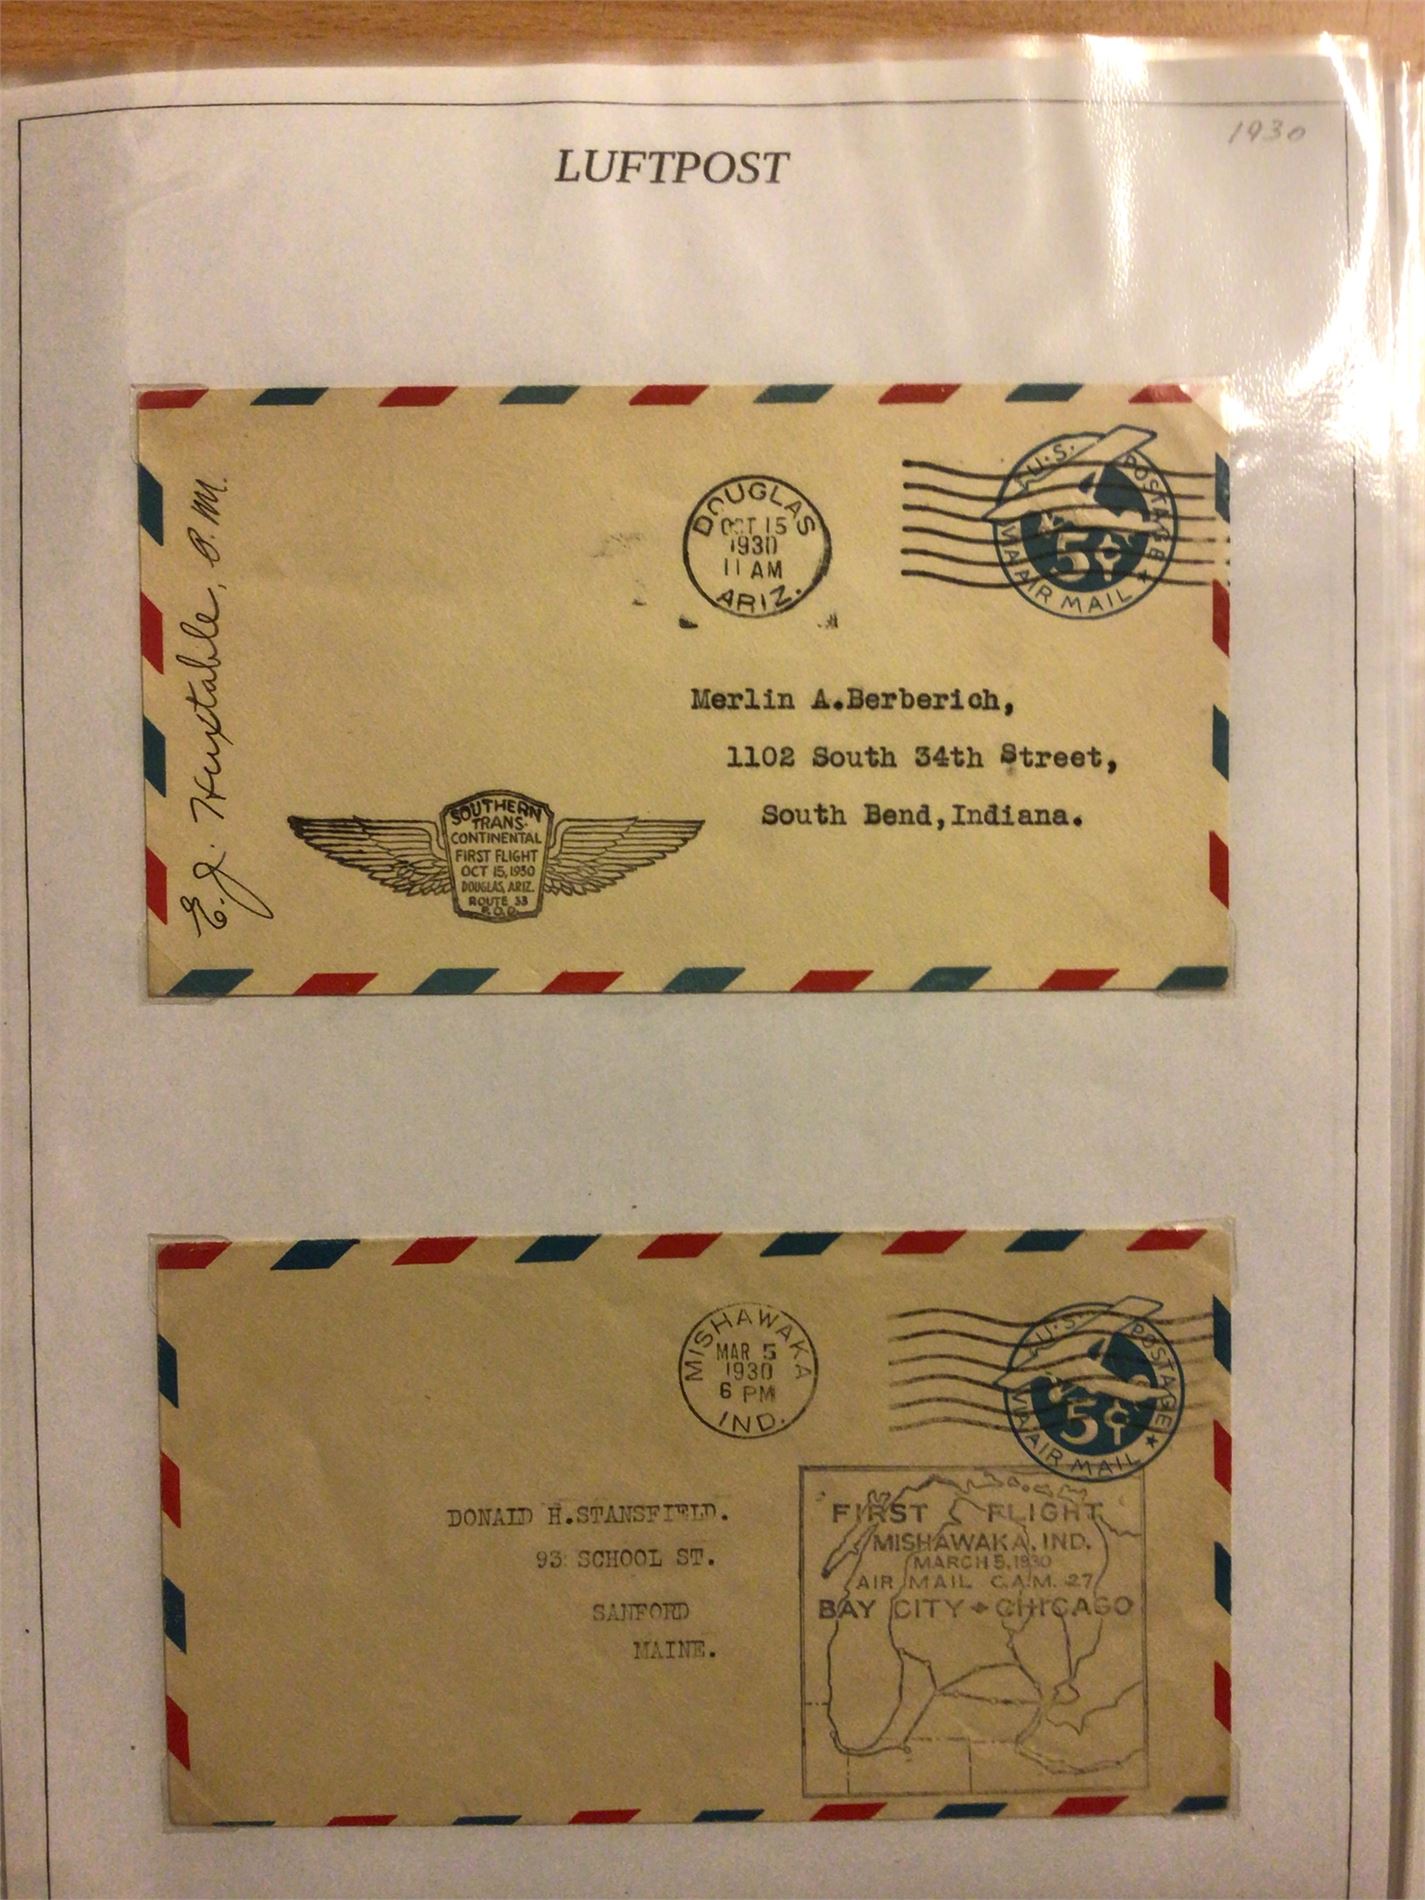 1930
LUFTPOST
U.S. POSTAGE
VIA AIR MAIL
5¢
DOUGLAS
OCT 15
1930
11 AM
ARIZ.
E. J. Huxtable, P.M.
Merlin A.Berberich,
1102 South 34th Street,
South Bend,Indiana.
SOUTHERN
TRANS-
CONTINENTAL
FIRST FLIGHT
OCT 15, 1930
DOUGLAS, ARIZ.
ROUTE 33
P.O.D.
U.S. POSTAGE
VIA AIR MAIL
5¢
MISHAWAKA
MAR 5
1930
6 PM
IND.
DONALD H.STANSFIELD.
93 SCHOOL ST.
SANFORD
MAINE.
FIRST FLIGHT
MISHAWAKA, IND.
MARCH 5, 1930
AIR MAIL C.A.M. 27
BAY CITY - CHICAGO